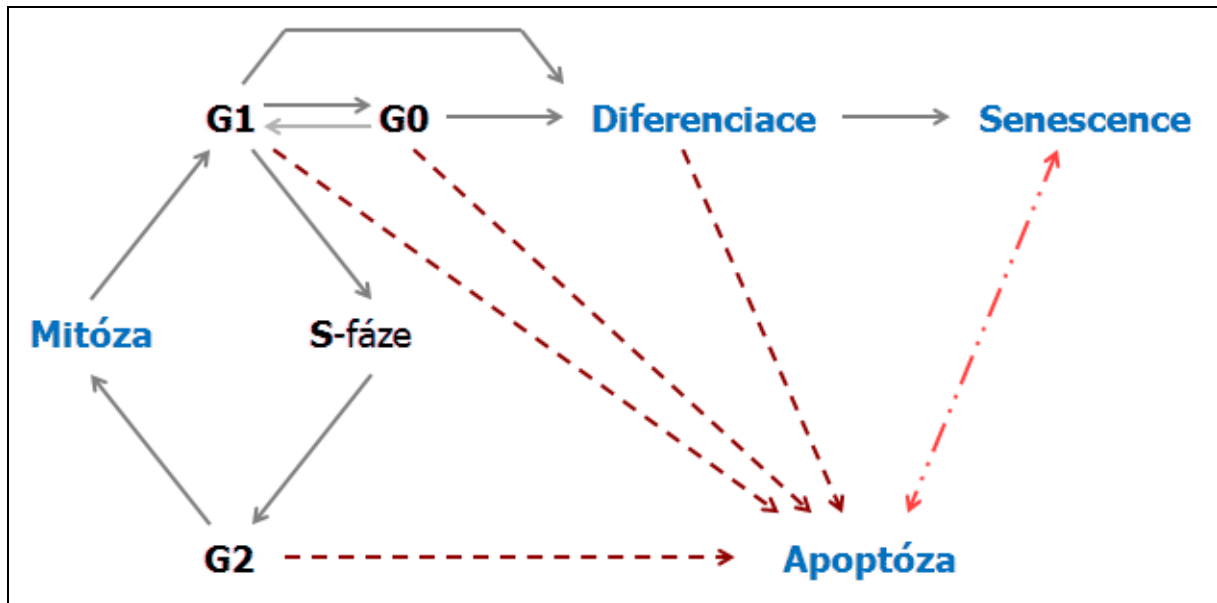 G1
G0
Diferenciace
Senescence
Mitóza
S-fáze
G2
Apoptóza